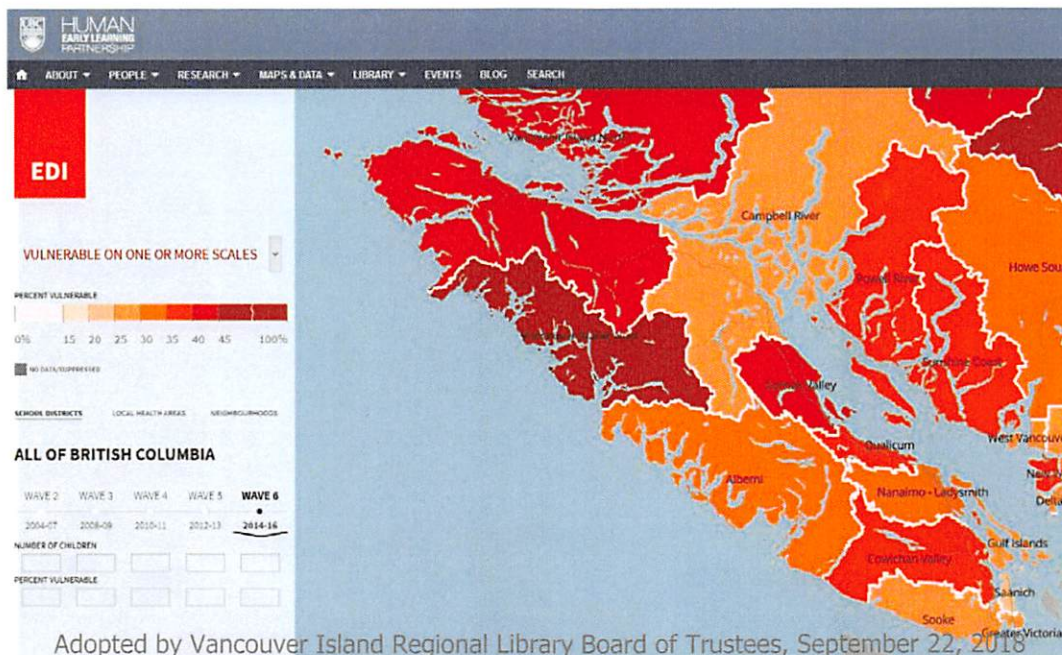 UBC
HUMAN
EARLY LEARNING
PARTNERSHIP
ABOUT PEOPLE RESEARCH MAPS & DATA LIBRARY EVENTS BLOG SEARCH
EDI
VULNERABLE ON ONE OR MORE SCALES
PERCENT VULNERABLE
0% 15 20 25 30 35 40 45 100%
NO DATA/SUPPRESSED
SCHOOL DISTRICTS LOCAL HEALTH AREAS NEIGHBOURHOODS
ALL OF BRITISH COLUMBIA
WAVE 2 WAVE 3 WAVE 4 WAVE 5 WAVE 6
2004-07 2008-09 2010-11 2012-13 2014-16
NUMBER OF CHILDREN
PERCENT VULNERABLE
Campbell River
Powell River
Howe Sou
Sunshine Coast
Valley
West Vancouve
Qualicum
Alberni
Nanaimo - Ladysmith
Delta
Gulf Islands
Cowichan Valley
Saanich
Sooke
Greater Victoria
Adopted by Vancouver Island Regional Library Board of Trustees, September 22, 2018